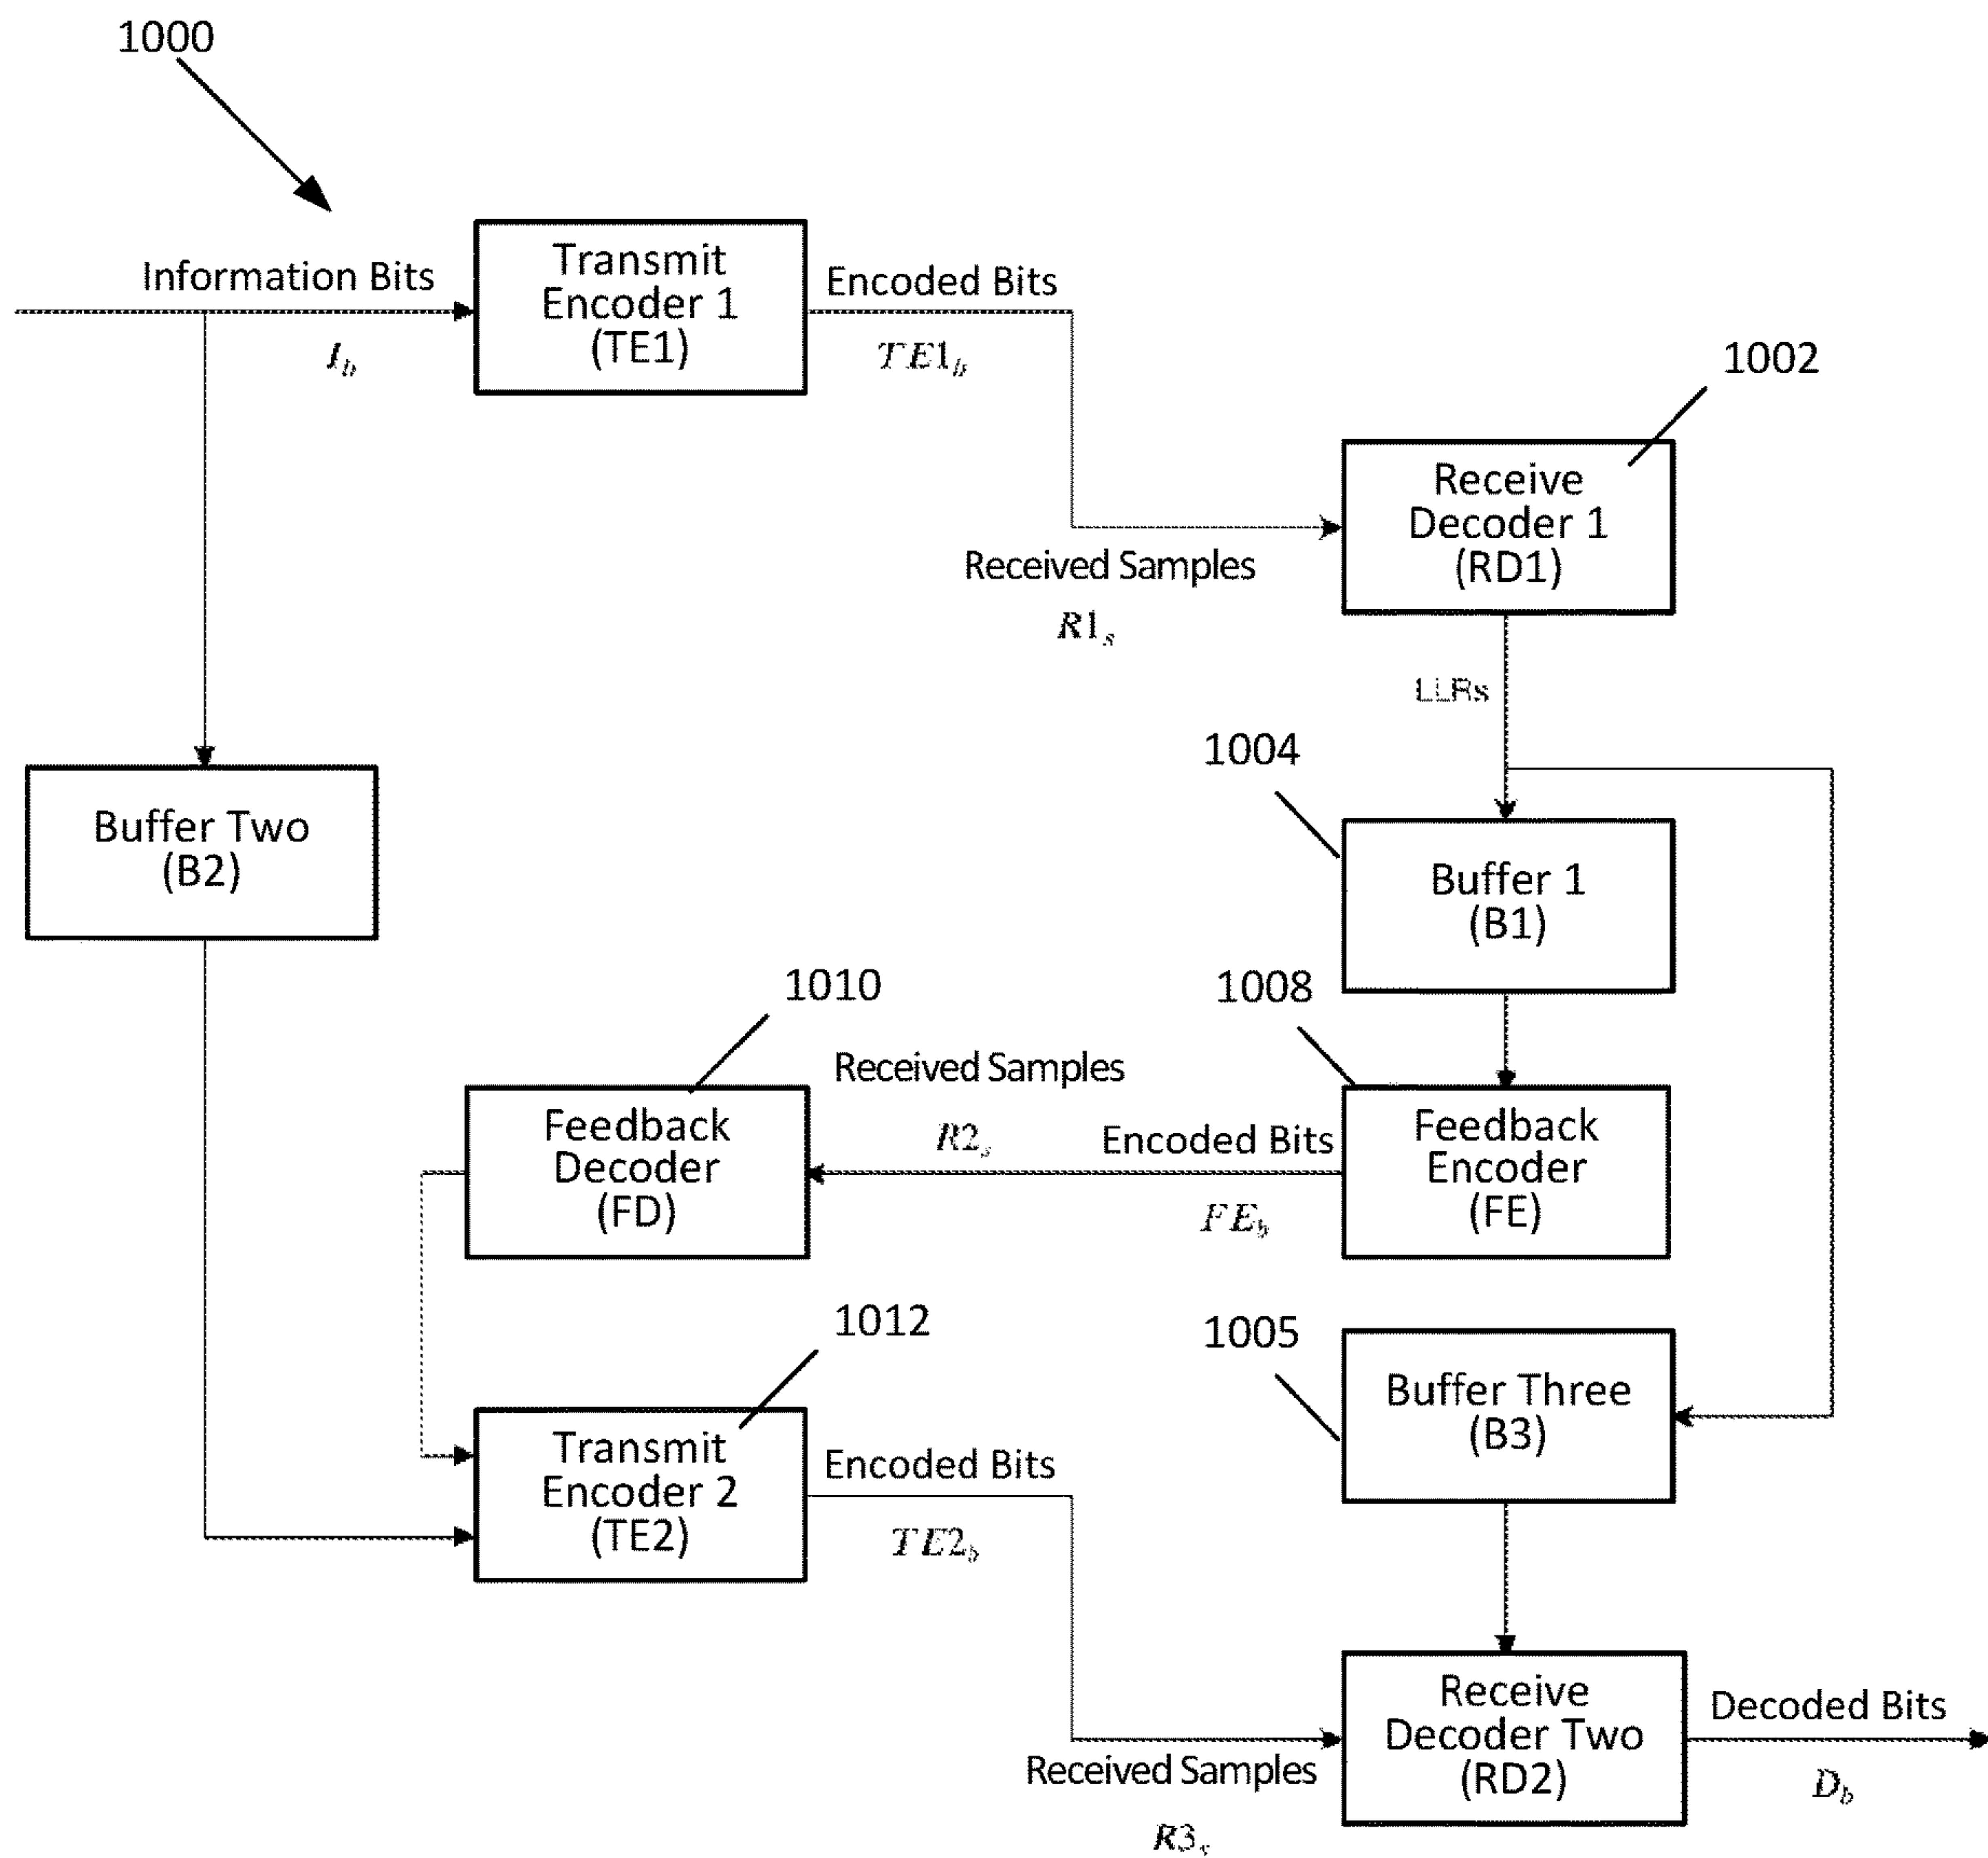 1000
Information Bits
I_b
Transmit
Encoder 1
(TE1)
Encoded Bits
TE1_b
1002
Receive
Decoder 1
(RD1)
Received Samples
R1_s
LLRs
1004
Buffer Two
(B2)
Buffer 1
(B1)
1010
1008
Received Samples
R2_s
Encoded Bits
FE_b
Feedback
Decoder
(FD)
Feedback
Encoder
(FE)
1012
1005
Transmit
Encoder 2
(TE2)
Encoded Bits
TE2_b
Buffer Three
(B3)
Received Samples
R3_s
Receive
Decoder Two
(RD2)
Decoded Bits
D_b